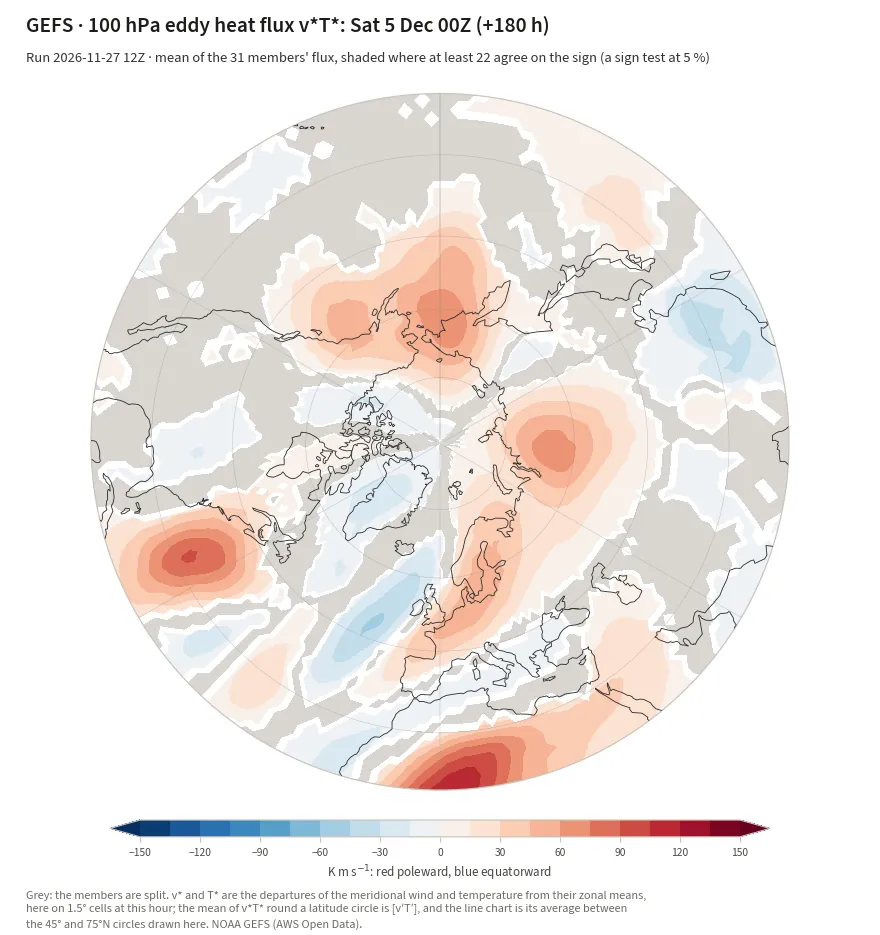 GEFS · 100 hPa eddy heat flux v*T*: Sat 5 Dec 00Z (+180 h)
Run 2026-11-27 12Z · mean of the 31 members' flux, shaded where at least 22 agree on the sign (a sign test at 5 %)
−150 −120 −90 −60 −30 0 30 60 90 120 150
K m s⁻¹: red poleward, blue equatorward
Grey: the members are split. v* and T* are the departures of the meridional wind and temperature from their zonal means,
here on 1.5° cells at this hour; the mean of v*T* round a latitude circle is [v′T′], and the line chart is its average between
the 45° and 75°N circles drawn here. NOAA GEFS (AWS Open Data).